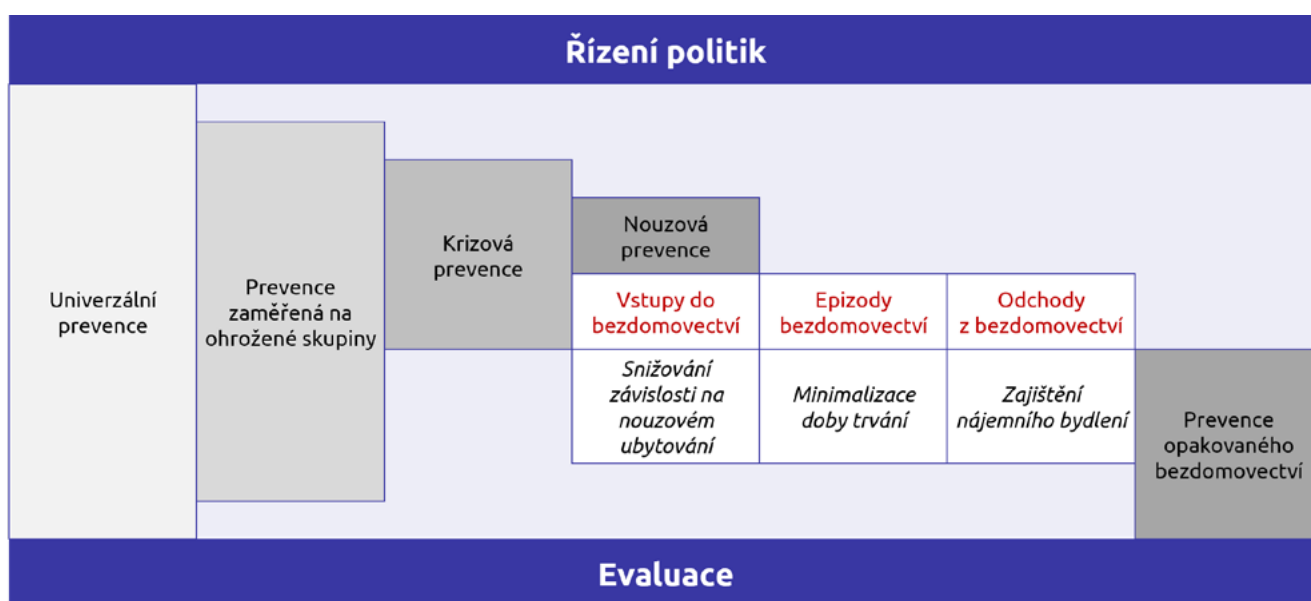 Řízení politik
Univerzální
prevence
Prevence
zaměřená na
ohrožené skupiny
Krizová
prevence
Nouzová
prevence
Vstupy do
bezdomovectví
Snižování
závislosti na
nouzovém
ubytování
Epizody
bezdomovectví
Minimalizace
doby trvání
Odchody
z bezdomovectví
Zajištění
nájemního bydlení
Prevence
opakovaného
bezdomovectví
Evaluace